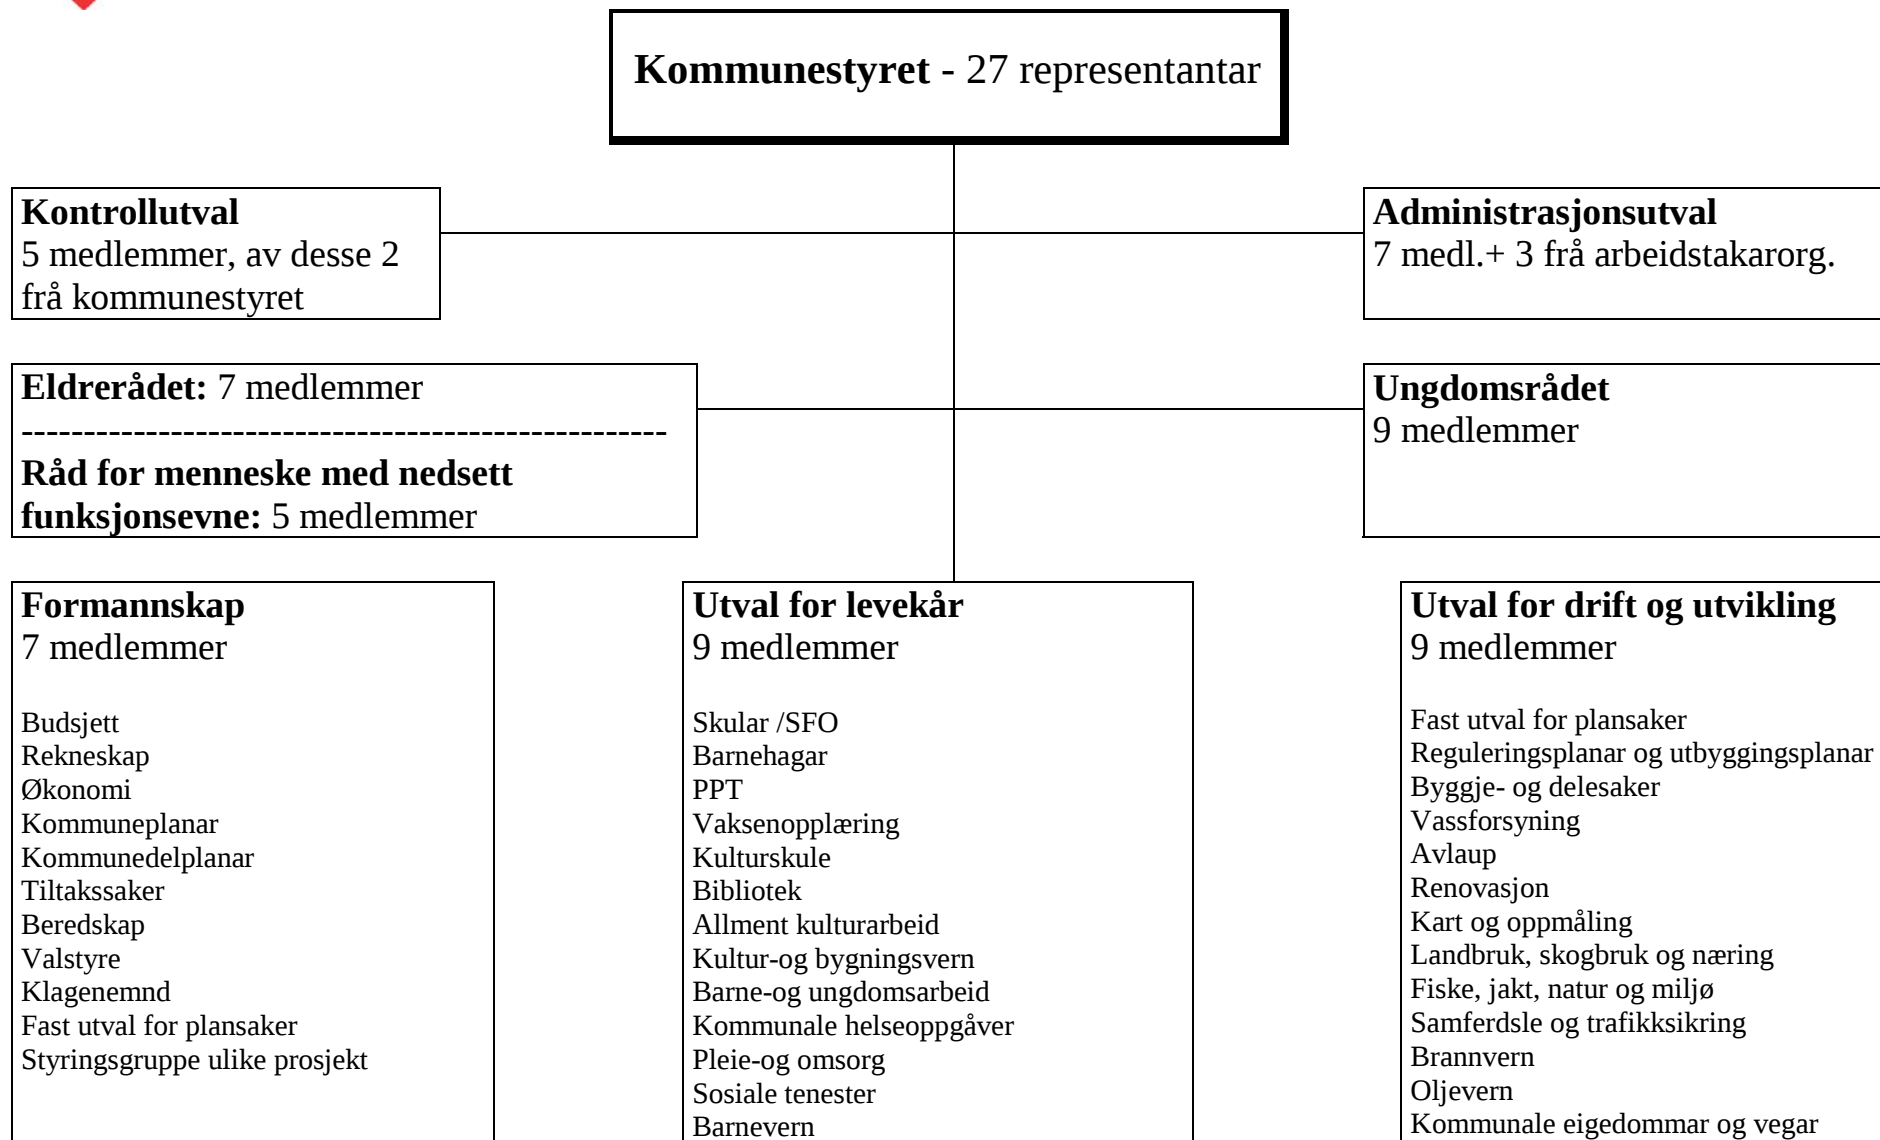 Kommunestyret - 27 representantar
Kontrollutval
5 medlemmer, av desse 2
frå kommunestyret
Administrasjonsutval
7 medl.+ 3 frå arbeidstakarorg.
Eldrerådet: 7 medlemmer
----------------------------------------------------
Råd for menneske med nedsett
funksjonsevne: 5 medlemmer
Ungdomsrådet
9 medlemmer
Formannskap
7 medlemmer
Budsjett
Rekneskap
Økonomi
Kommuneplanar
Kommunedelplanar
Tiltakssaker
Beredskap
Valstyre
Klagenemnd
Fast utval for plansaker
Styringsgruppe ulike prosjekt
Utval for levekår
9 medlemmer
Skular /SFO
Barnehagar
PPT
Vaksenopplæring
Kulturskule
Bibliotek
Allment kulturarbeid
Kultur-og bygningsvern
Barne-og ungdomsarbeid
Kommunale helseoppgåver
Pleie-og omsorg
Sosiale tenester
Barnevern
Utval for drift og utvikling
9 medlemmer
Fast utval for plansaker
Reguleringsplanar og utbyggingsplanar
Byggje- og delesaker
Vassforsyning
Avlaup
Renovasjon
Kart og oppmåling
Landbruk, skogbruk og næring
Fiske, jakt, natur og miljø
Samferdsle og trafikksikring
Brannvern
Oljevern
Kommunale eigedommar og vegar